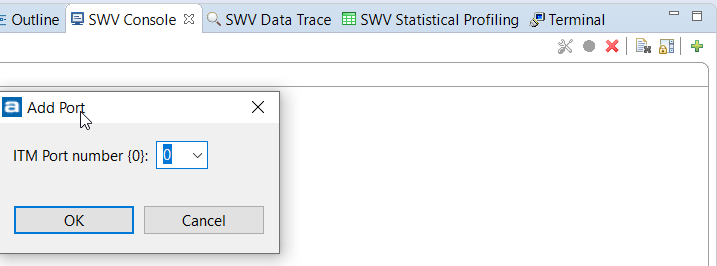 Outline SWV Console SWV Data Trace SWV Statistical Profiling Terminal
a Add Port
ITM Port number {0}: 0
OK Cancel